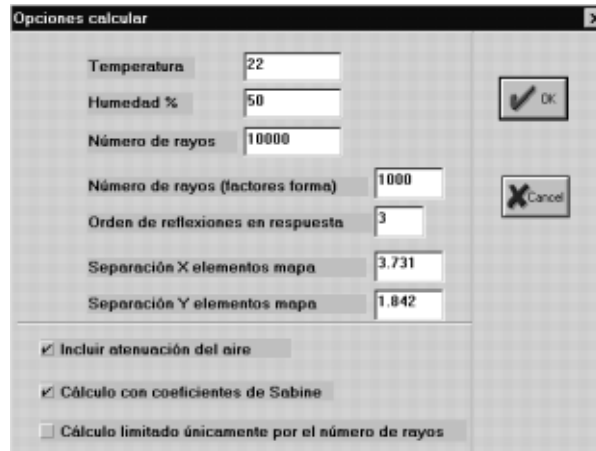 Opciones calcular
Temperatura 22
Humedad % 50
Número de rayos 10000
Número de rayos (factores forma) 1000
Orden de reflexiones en respuesta 3
Separación X elementos mapa 3.731
Separación Y elementos mapa 1.842
Incluir atenuación del aire
Cálculo con coeficientes de Sabine
Cálculo limitado únicamente por el número de rayos
OK
Cancel